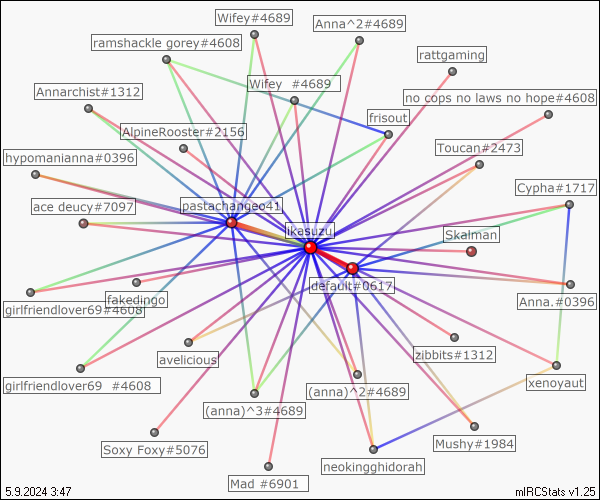 Wifey#4689
Anna^2#4689
ramshackle gorey#4608
rattgaming
Wifey  #4689
Annarchist#1312
no cops no laws no hope#4608
frisout
AlpineRooster#2156
Toucan#2473
hypomanianna#0396
Cypha#1717
pastachangeo41
ace deucy#7097
ikasuzu
Skalman
default#0617
fakedingo
Anna.#0396
girlfriendlover69#4608
avelicious
zibbits#1312
girlfriendlover69  #4608
xenoyaut
(anna)^2#4689
(anna)^3#4689
Mushy#1984
Soxy Foxy#5076
neokingghidorah
Mad #6901
5.9.2024 3:47
mIRCStats v1.25